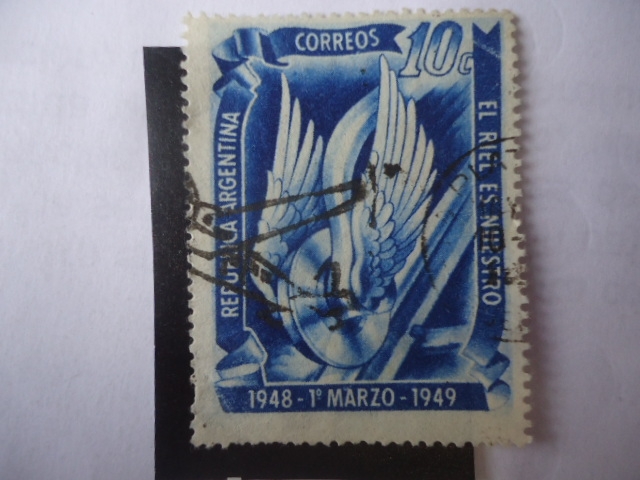 CORREOS
10c
REPUBLICA ARGENTINA
EL RIEL ES NUESTRO
1948 - 1º MARZO - 1949